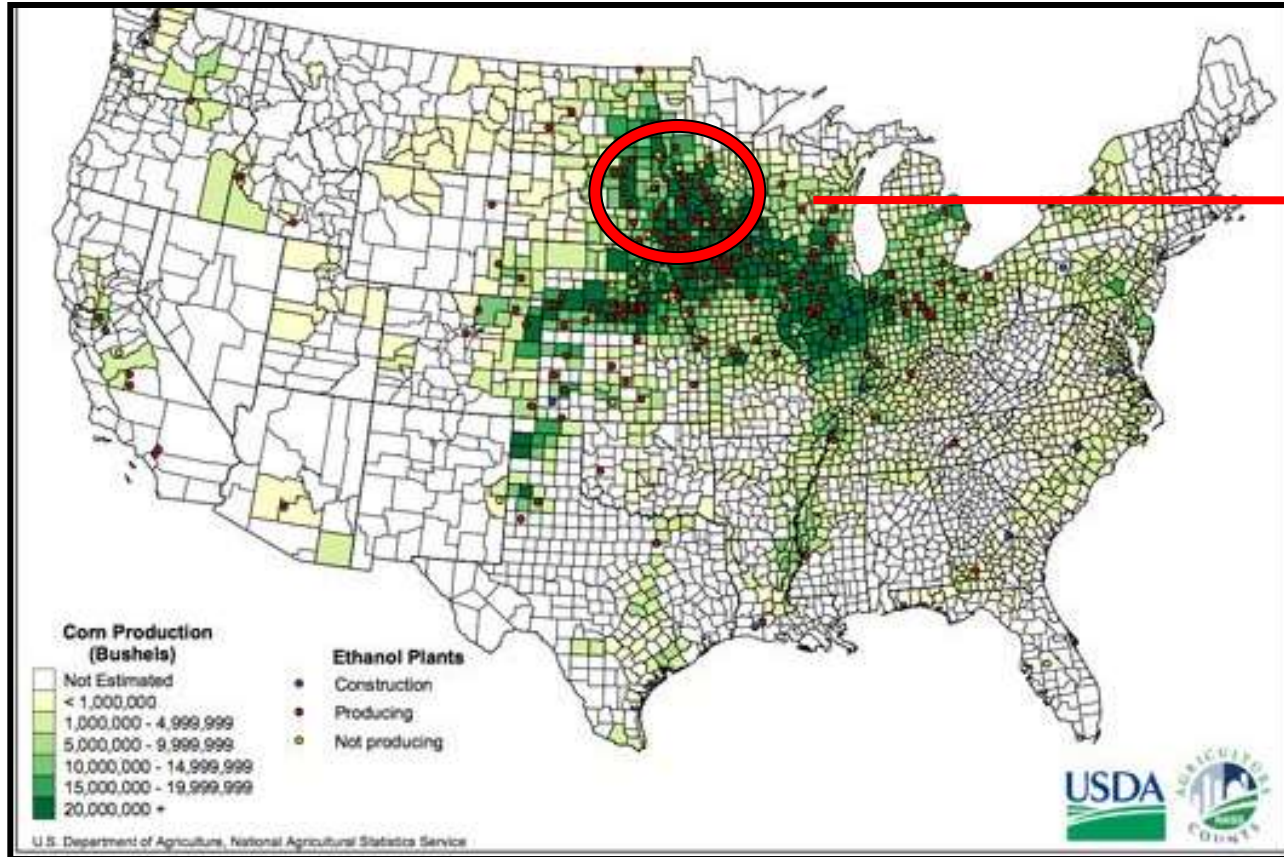 Corn Production
(Bushels)
Not Estimated
< 1,000,000
1,000,000 - 4,999,999
5,000,000 - 9,999,999
10,000,000 - 14,999,999
15,000,000 - 19,999,999
20,000,000 +
Ethanol Plants
Construction
Producing
Not producing
U.S. Department of Agriculture, National Agricultural Statistics Service
USDA
AGRICULTURE
COUNTS